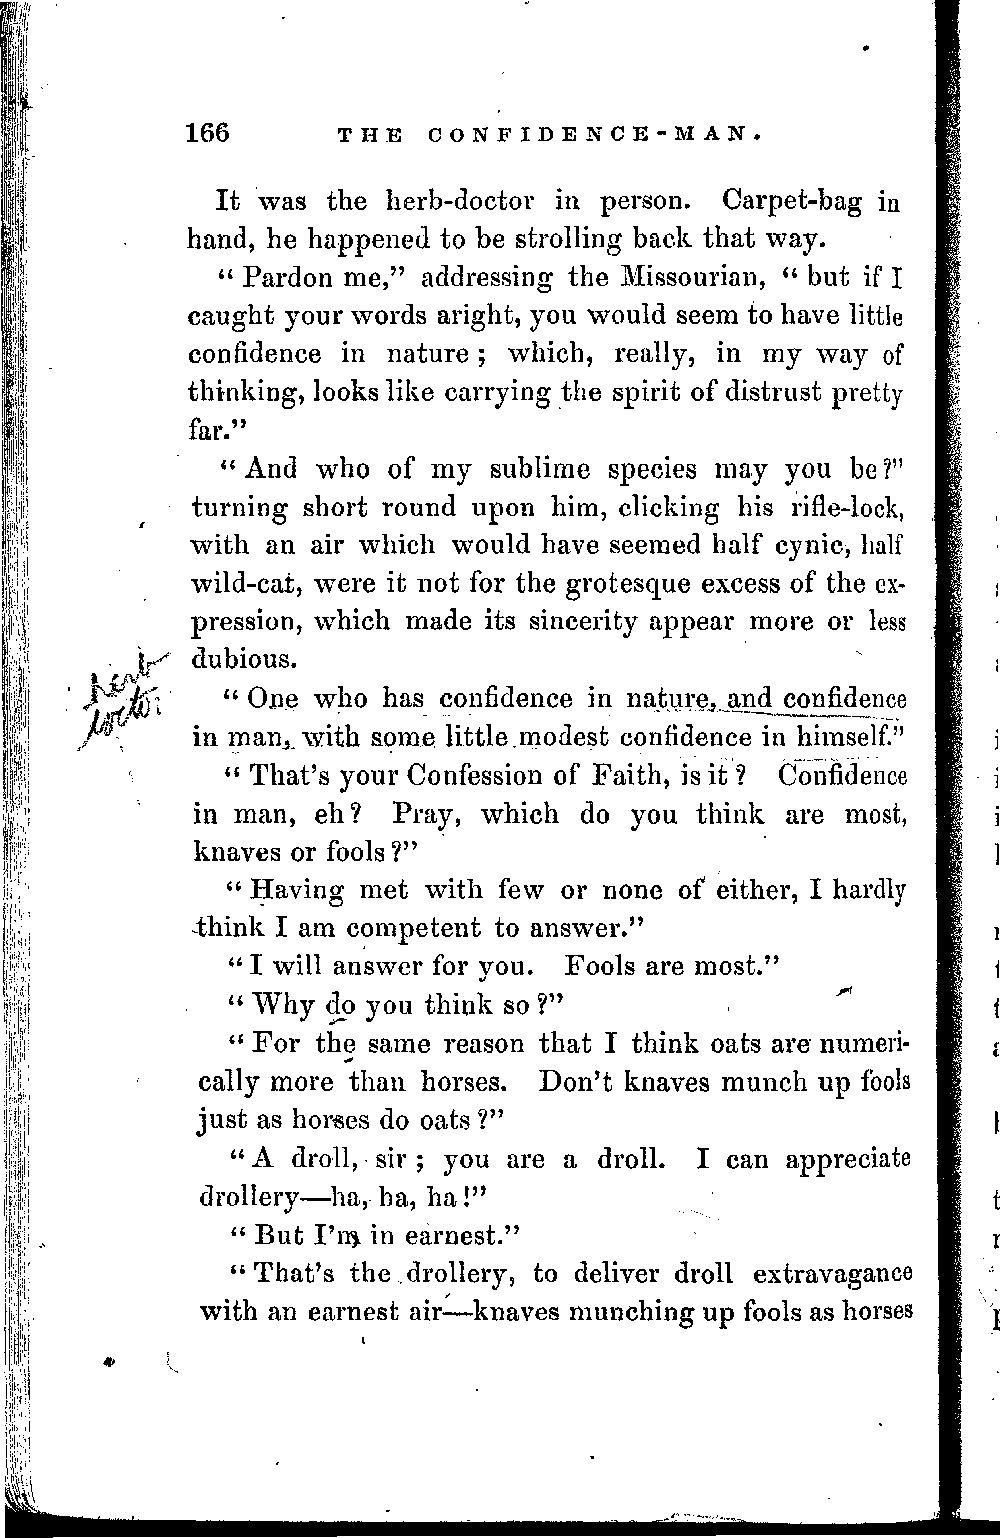 166 THE CONFIDENCE-MAN.
It was the herb-doctor in person. Carpet-bag in
hand, he happened to be strolling back that way.
“Pardon me,” addressing the Missourian, “but if I
caught your words aright, you would seem to have little
confidence in nature; which, really, in my way of
thinking, looks like carrying the spirit of distrust pretty
far.”
“And who of my sublime species may you be?”
turning short round upon him, clicking his rifle-lock,
with an air which would have seemed half cynic, half
wild-cat, were it not for the grotesque excess of the ex-
pression, which made its sincerity appear more or less
dubious.
herb
doctor
“One who has confidence in nature, and confidence
in man, with some little modest confidence in himself.”
“That’s your Confession of Faith, is it? Confidence
in man, eh? Pray, which do you think are most,
knaves or fools?”
“Having met with few or none of either, I hardly
think I am competent to answer.”
“I will answer for you. Fools are most.”
“Why do you think so?”
“For the same reason that I think oats are numeri-
cally more than horses. Don’t knaves munch up fools
just as horses do oats?”
“A droll, sir; you are a droll. I can appreciate
drollery—ha, ha, ha!”
“But I’m in earnest.”
“That’s the drollery, to deliver droll extravagance
with an earnest air—knaves munching up fools as horses